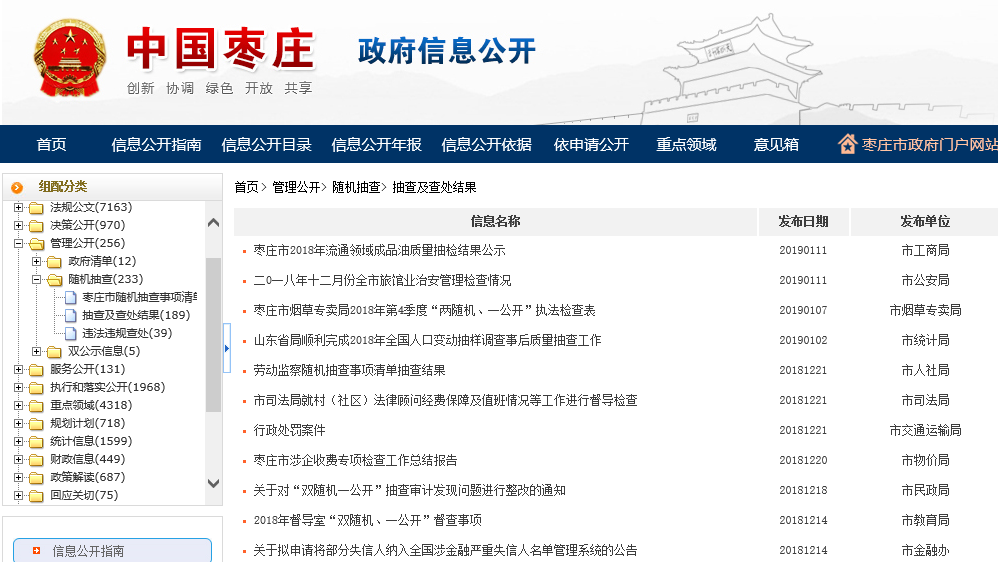 中国枣庄
政府信息公开
创新 协调 绿色 开放 共享
首页 信息公开指南 信息公开目录 信息公开年报 信息公开依据 依申请公开 重点领域 意见箱 枣庄市政府门户网站
组配分类
法规公文(7163)
决策公开(970)
管理公开(256)
政府清单(12)
随机抽查(233)
枣庄市随机抽查事项清单
抽查及查处结果(189)
违法违规查处(39)
双公示信息(5)
服务公开(131)
执行和落实公开(1968)
重点领域(4318)
规划计划(718)
统计信息(1599)
财政信息(449)
政策解读(687)
回应关切(75)
信息公开指南
首页> 管理公开> 随机抽查> 抽查及查处结果
信息名称 发布日期 发布单位
枣庄市2018年流通领域成品油质量抽检结果公示 20190111 市工商局
二0一八年十二月份全市旅馆业治安管理检查情况 20190111 市公安局
枣庄市烟草专卖局2018年第4季度“两随机、一公开”执法检查表 20190107 市烟草专卖局
山东省局顺利完成2018年全国人口变动抽样调查事后质量抽查工作 20190102 市统计局
劳动监察随机抽查事项清单抽查结果 20181221 市人社局
市司法局就村（社区）法律顾问经费保障及值班情况等工作进行督导检查 20181221 市司法局
行政处罚案件 20181221 市交通运输局
枣庄市涉企收费专项检查工作总结报告 20181220 市物价局
关于对“双随机一公开”抽查审计发现问题进行整改的通知 20181218 市民政局
2018年督导室“双随机、一公开”督查事项 20181214 市教育局
关于拟申请将部分失信人纳入全国涉金融严重失信人名单管理系统的公告 20181214 市金融办